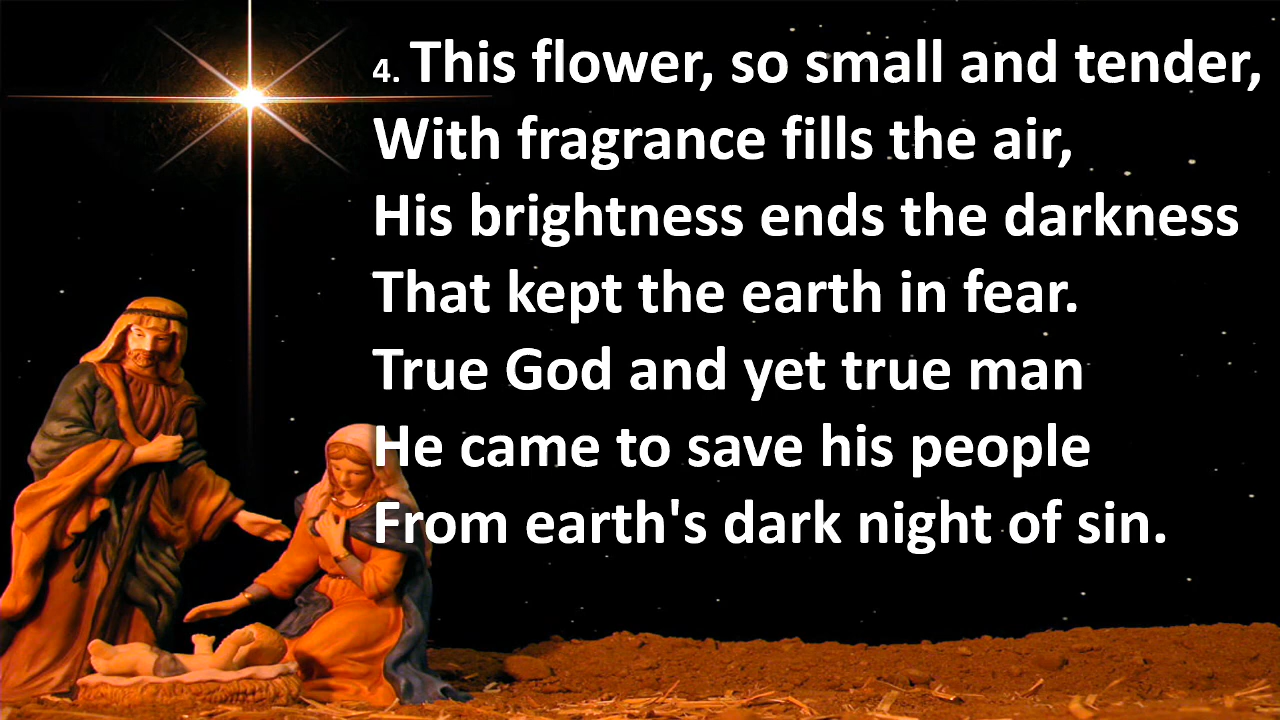 4. This flower, so small and tender,
With fragrance fills the air,
His brightness ends the darkness
That kept the earth in fear.
True God and yet true man
He came to save his people
From earth's dark night of sin.